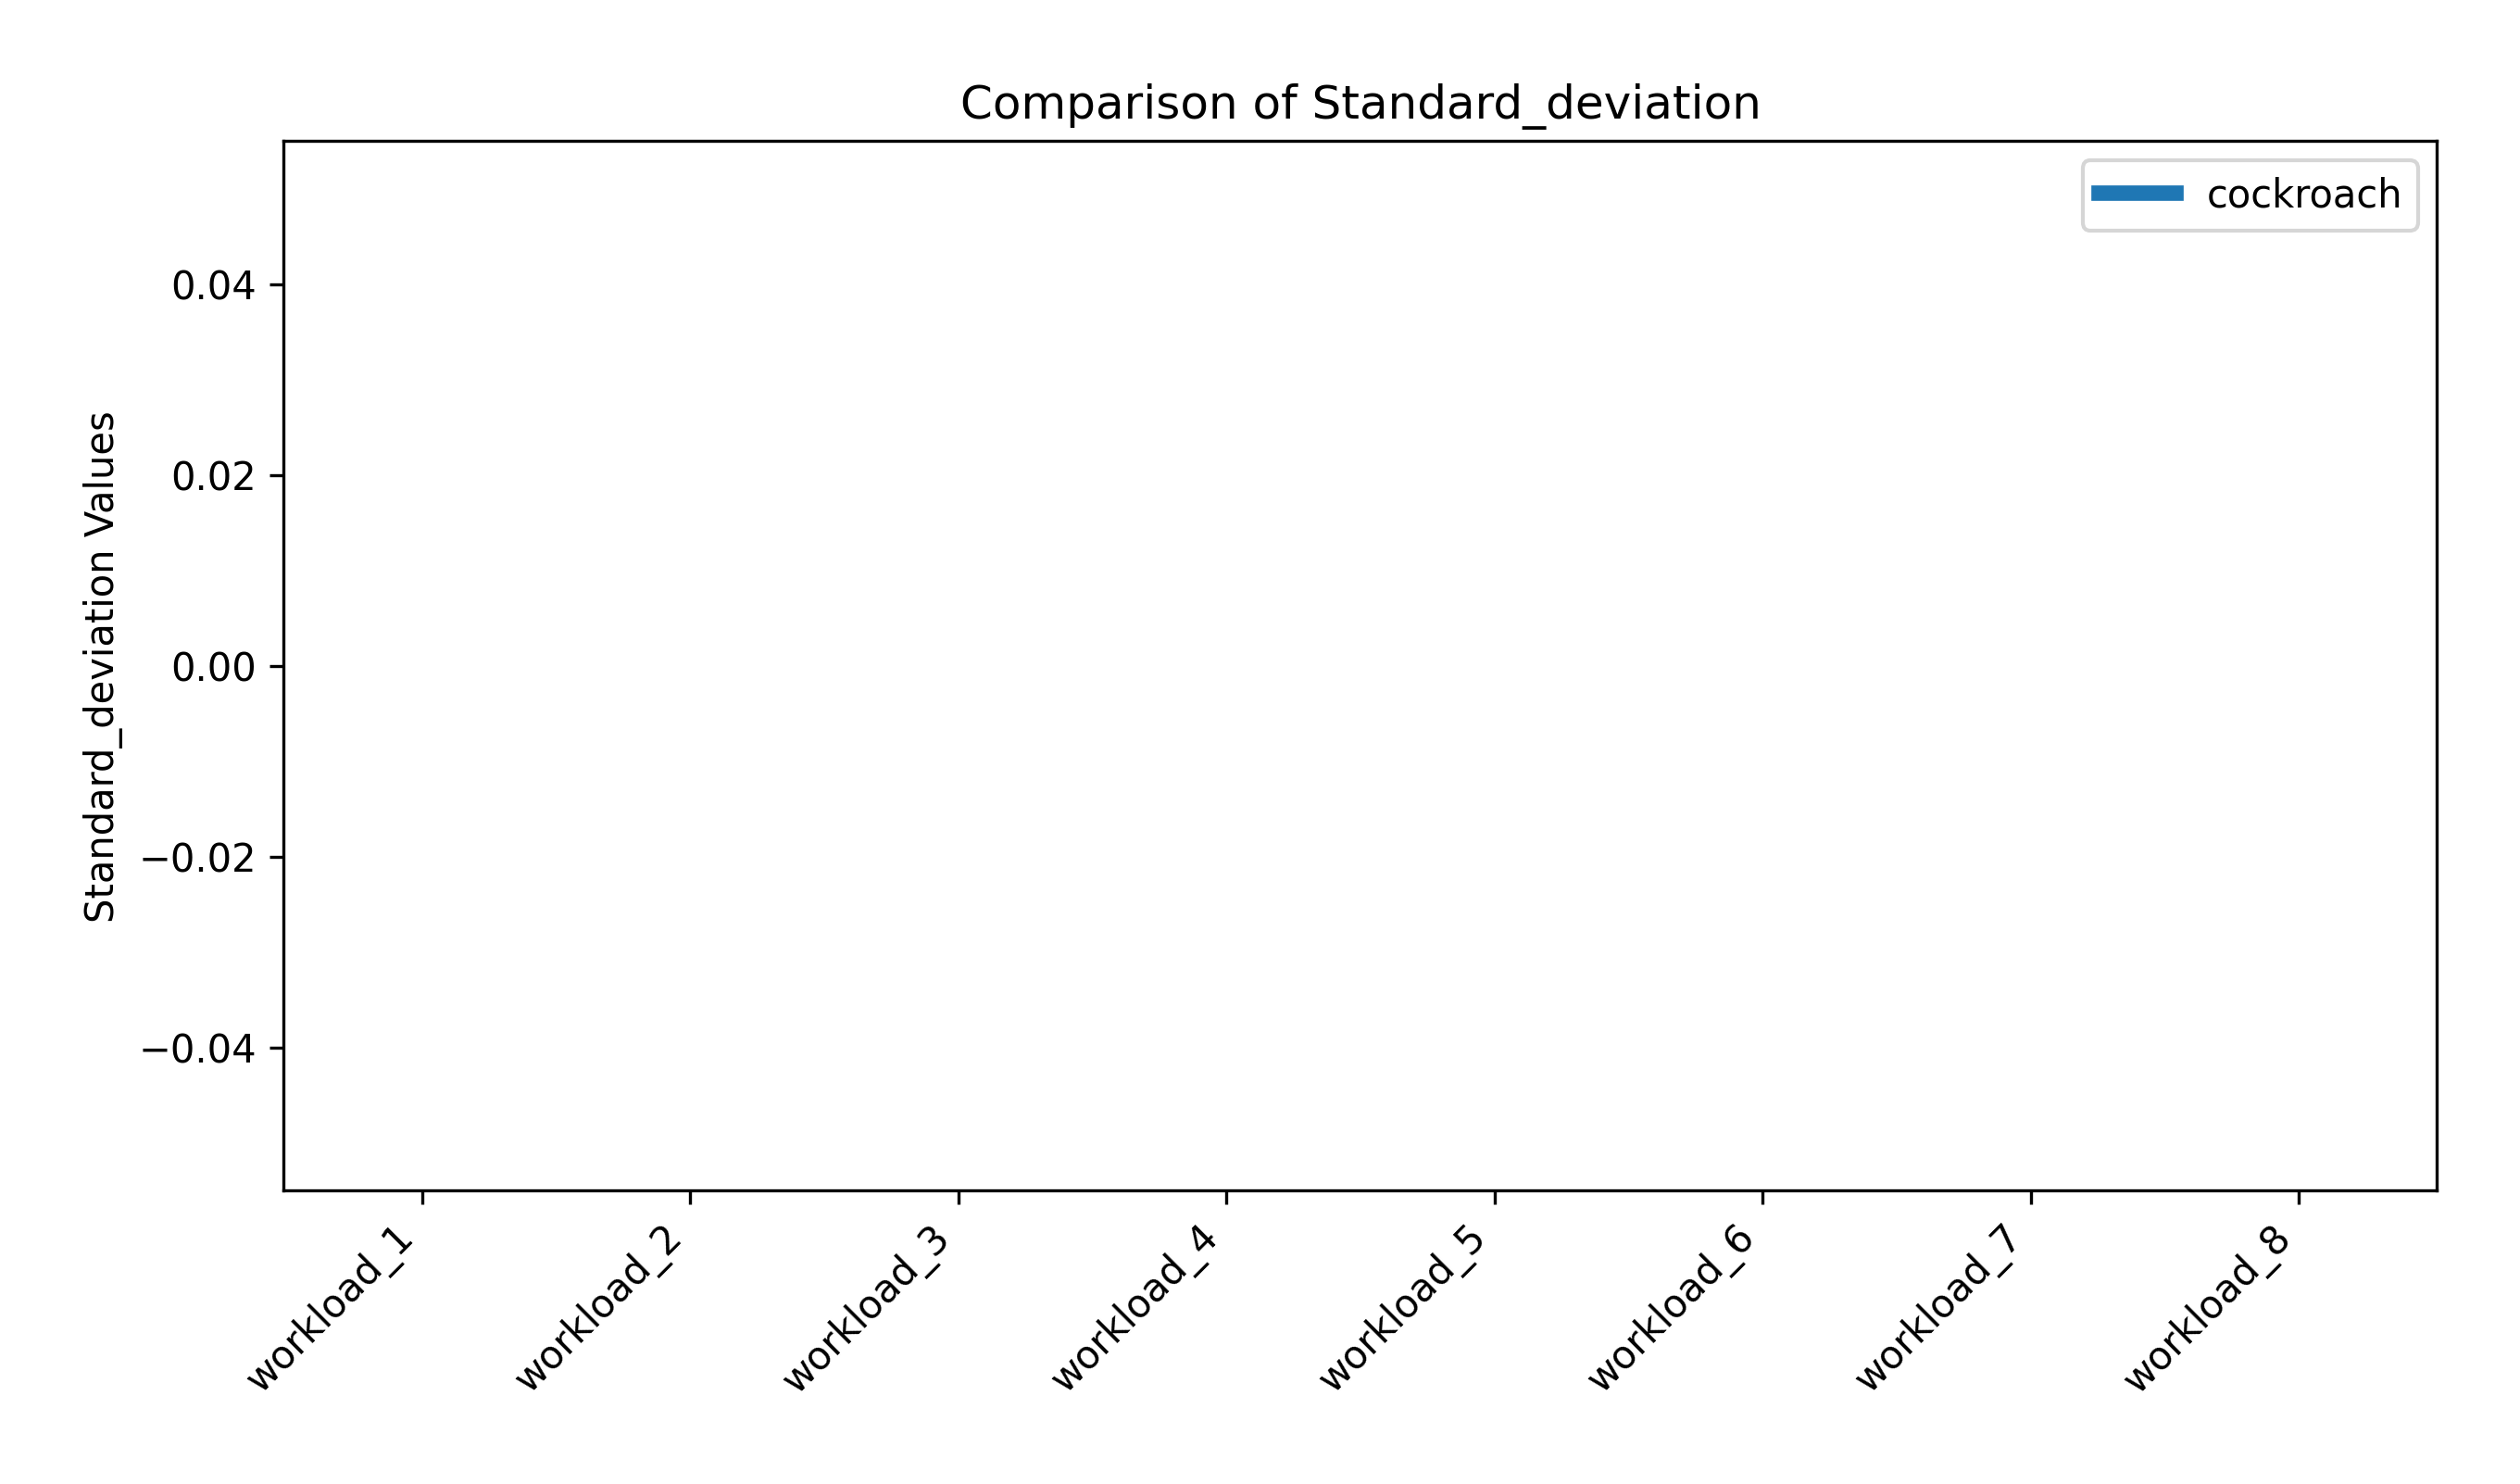 Comparison of Standard_deviation
cockroach
Standard_deviation Values
0.04
0.02
0.00
−0.02
−0.04
workload_1
workload_2
workload_3
workload_4
workload_5
workload_6
workload_7
workload_8